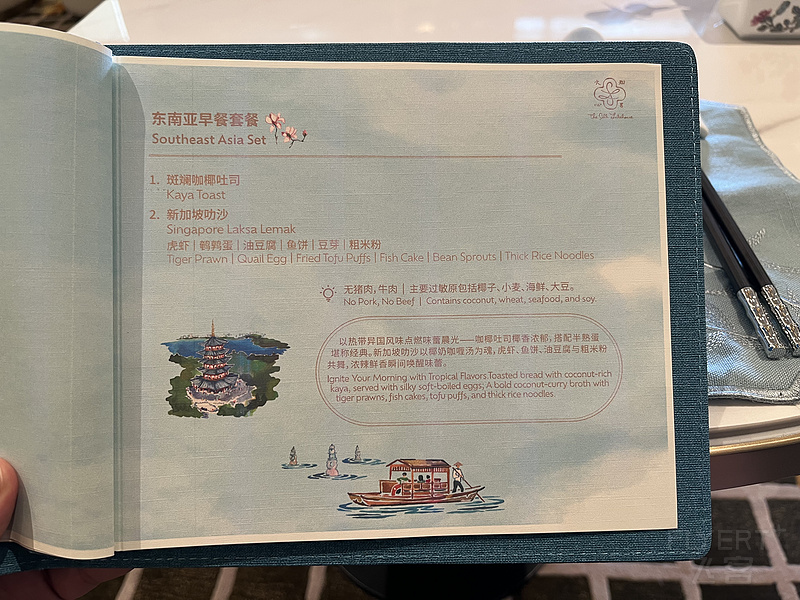 东南亚早餐套餐
Southeast Asia Set
1. 斑斓咖椰吐司
Kaya Toast
2. 新加坡叻沙
Singapore Laksa Lemak
虎虾 | 鹌鹑蛋 | 油豆腐 | 鱼饼 | 豆芽 | 粗米粉
Tiger Prawn | Quail Egg | Fried Tofu Puffs | Fish Cake | Bean Sprouts | Thick Rice Noodles
无猪肉,牛肉 | 主要过敏原包括椰子、小麦、海鲜、大豆。
No Pork, No Beef | Contains coconut, wheat, seafood, and soy.
以热带异国风味点燃味蕾晨光——咖椰吐司椰香浓郁,搭配半熟蛋
堪称经典。新加坡叻沙以椰奶咖喱汤为魂,虎虾、鱼饼、油豆腐与粗米粉
共舞,浓辣鲜香瞬间唤醒味蕾。
Ignite Your Morning with Tropical Flavors Toasted bread with coconut-rich
kaya, served with silky soft-boiled eggs; A bold coconut-curry broth with
tiger prawns, fish cakes, tofu puffs, and thick rice noodles.